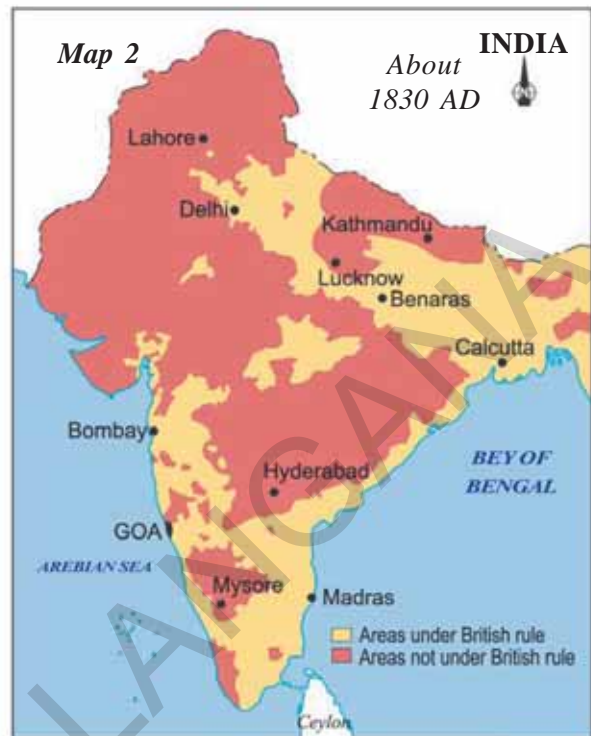 Map 2
INDIA
About
1830 AD
N
Lahore
Delhi
Kathmandu
Lucknow
Benaras
Calcutta
Bombay
BEY OF
BENGAL
Hyderabad
GOA
AREBIAN SEA
Mysore
Madras
Areas under British rule
Areas not under British rule
Ceylon
LANGANA